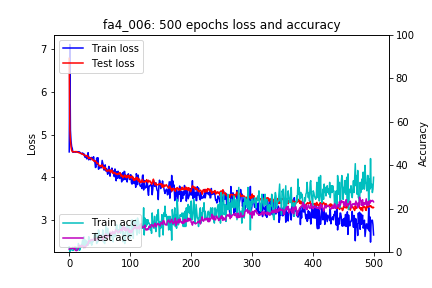 fa4_006: 500 epochs loss and accuracy
Train loss
Test loss
Train acc
Test acc
Loss
7
6
5
4
3
Accuracy
100
80
60
40
20
0
0
100
200
300
400
500